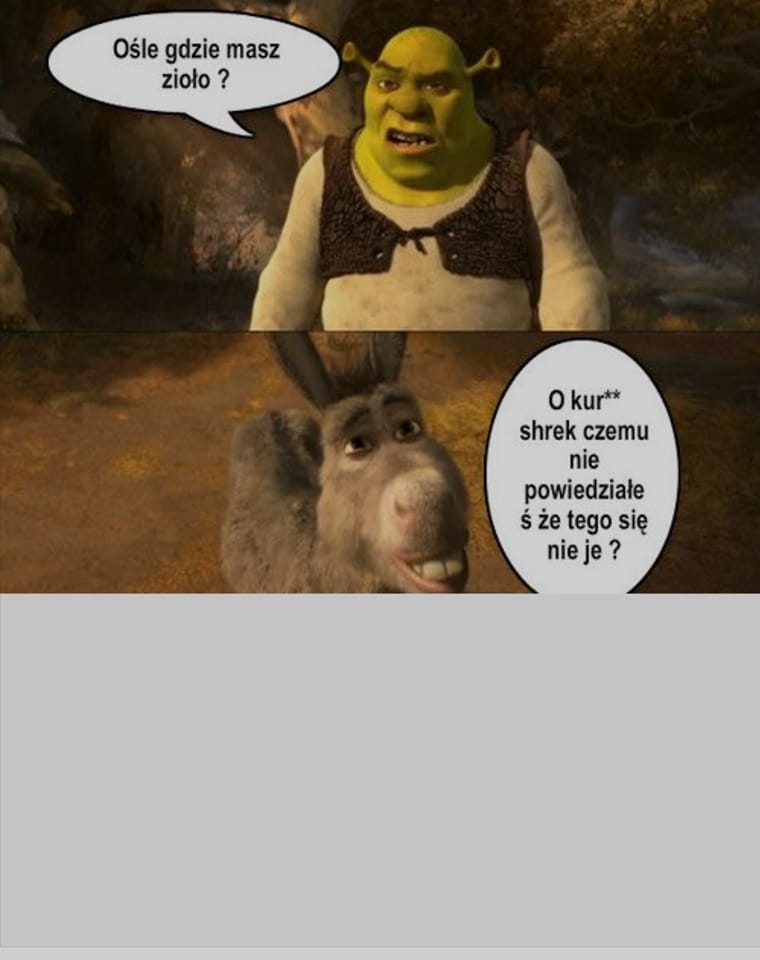 Ośle gdzie masz
zioło ?
O kur**
shrek czemu
nie
powiedziałe
ś że tego się
nie je ?